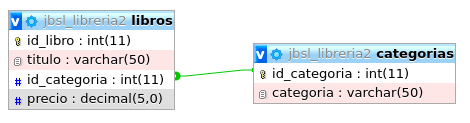 v jbsl_libreria2 libros
id_libro : int(11)
titulo : varchar(50)
# id_categoria : int(11)
# precio : decimal(5,0)
v jbsl_libreria2 categorias
id_categoria : int(11)
categoria : varchar(50)